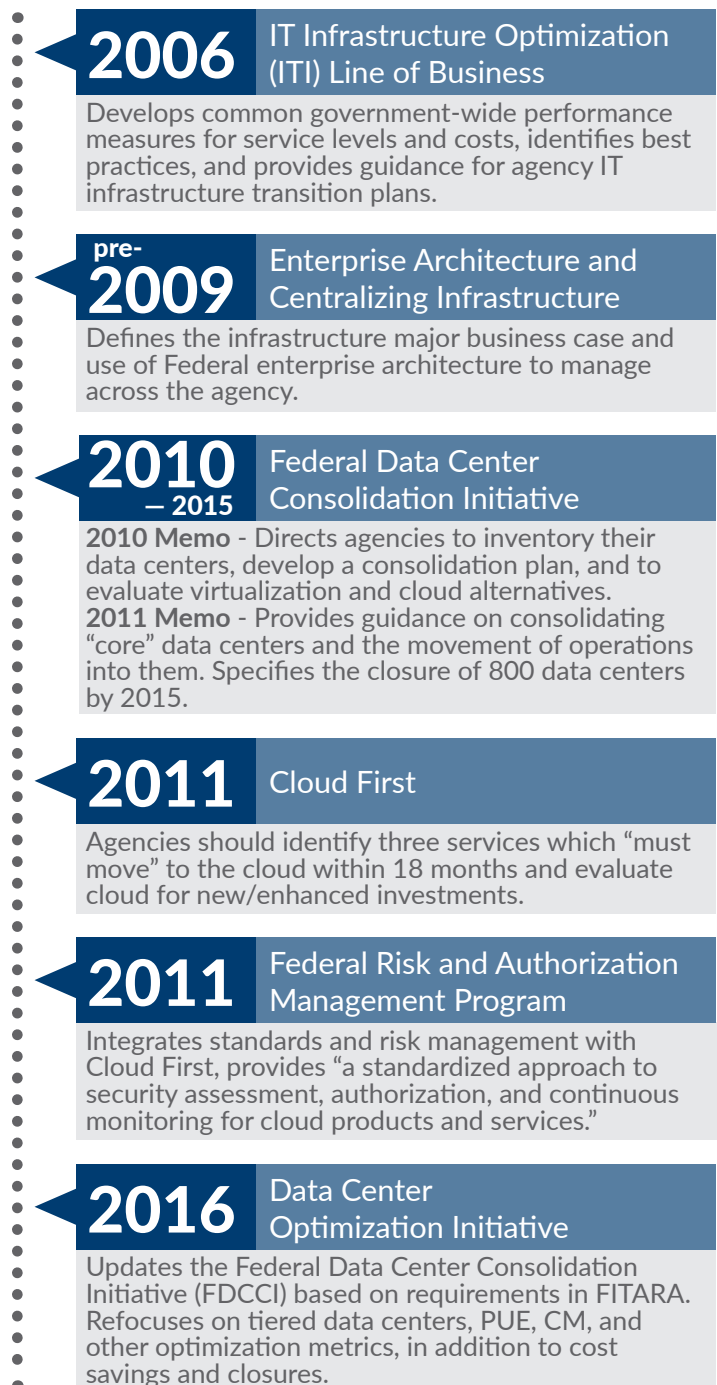 2006
IT Infrastructure Optimization
(ITI) Line of Business
Develops common government-wide performance
measures for service levels and costs, identifies best
practices, and provides guidance for agency IT
infrastructure transition plans.
pre-
2009
Enterprise Architecture and
Centralizing Infrastructure
Defines the infrastructure major business case and
use of Federal enterprise architecture to manage
across the agency.
2010
— 2015
Federal Data Center
Consolidation Initiative
2010 Memo - Directs agencies to inventory their
data centers, develop a consolidation plan, and to
evaluate virtualization and cloud alternatives.
2011 Memo - Provides guidance on consolidating
“core” data centers and the movement of operations
into them. Specifies the closure of 800 data centers
by 2015.
2011
Cloud First
Agencies should identify three services which “must
move” to the cloud within 18 months and evaluate
cloud for new/enhanced investments.
2011
Federal Risk and Authorization
Management Program
Integrates standards and risk management with
Cloud First, provides “a standardized approach to
security assessment, authorization, and continuous
monitoring for cloud products and services.”
2016
Data Center
Optimization Initiative
Updates the Federal Data Center Consolidation
Initiative (FDCCI) based on requirements in FITARA.
Refocuses on tiered data centers, PUE, CM, and
other optimization metrics, in addition to cost
savings and closures.